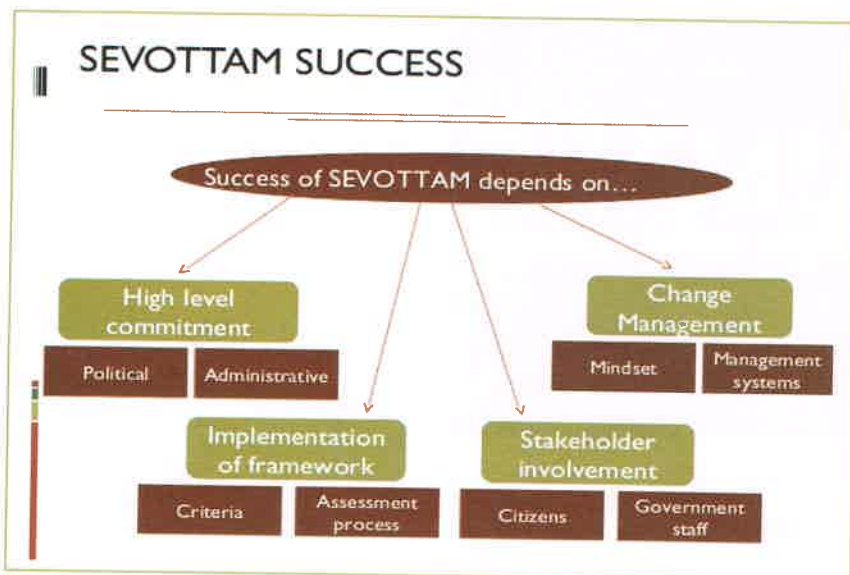 SEVOTTAM SUCCESS
Success of SEVOTTAM depends on...
High level
commitment
Political
Administrative
Change
Management
Mindset
Management
systems
Implementation
of framework
Criteria
Assessment
process
Stakeholder
involvement
Citizens
Government
staff